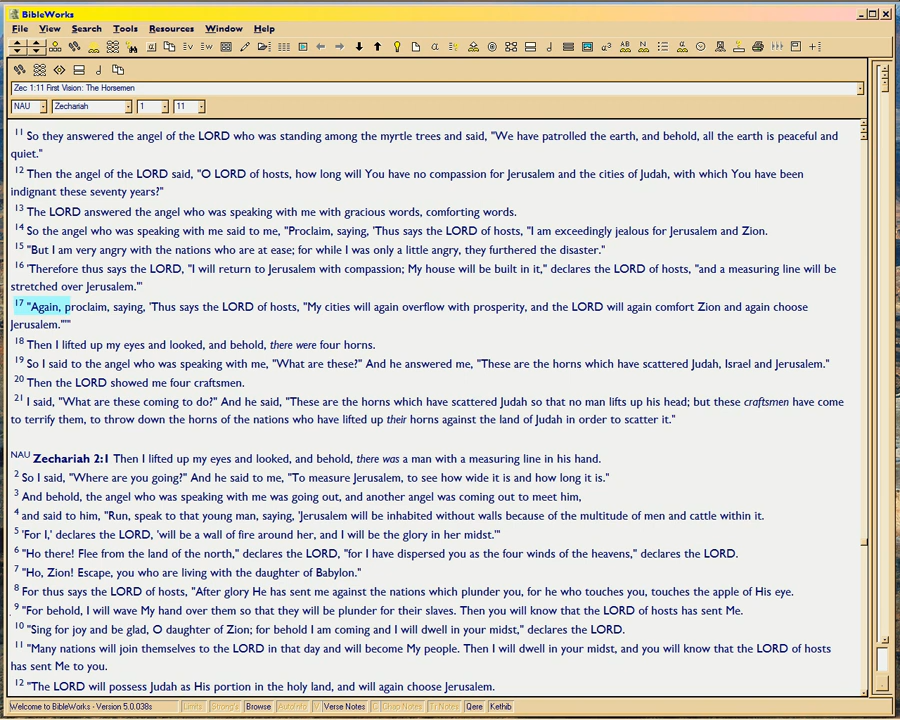 BibleWorks
File View Search Tools Resources Window Help
Zec 1:11 First Vision: The Horsemen
NAU Zechariah 1 11
11 So they answered the angel of the LORD who was standing among the myrtle trees and said, "We have patrolled the earth, and behold, all the earth is peaceful and
quiet."
12 Then the angel of the LORD said, "O LORD of hosts, how long will You have no compassion for Jerusalem and the cities of Judah, with which You have been
indignant these seventy years?"
13 The LORD answered the angel who was speaking with me with gracious words, comforting words.
14 So the angel who was speaking with me said to me, "Proclaim, saying, 'Thus says the LORD of hosts, "I am exceedingly jealous for Jerusalem and Zion.
15 "But I am very angry with the nations who are at ease; for while I was only a little angry, they furthered the disaster."
16 'Therefore thus says the LORD, "I will return to Jerusalem with compassion; My house will be built in it," declares the LORD of hosts, "and a measuring line will be
stretched over Jerusalem."'
17 "Again, proclaim, saying, 'Thus says the LORD of hosts, "My cities will again overflow with prosperity, and the LORD will again comfort Zion and again choose
Jerusalem."'"
18 Then I lifted up my eyes and looked, and behold, there were four horns.
19 So I said to the angel who was speaking with me, "What are these?" And he answered me, "These are the horns which have scattered Judah, Israel and Jerusalem."
20 Then the LORD showed me four craftsmen.
21 I said, "What are these coming to do?" And he said, "These are the horns which have scattered Judah so that no man lifts up his head; but these craftsmen have come
to terrify them, to throw down the horns of the nations who have lifted up their horns against the land of Judah in order to scatter it."
NAU Zechariah 2:1 Then I lifted up my eyes and looked, and behold, there was a man with a measuring line in his hand.
2 So I said, "Where are you going?" And he said to me, "To measure Jerusalem, to see how wide it is and how long it is."
3 And behold, the angel who was speaking with me was going out, and another angel was coming out to meet him,
4 and said to him, "Run, speak to that young man, saying, 'Jerusalem will be inhabited without walls because of the multitude of men and cattle within it.
5 'For I,' declares the LORD, 'will be a wall of fire around her, and I will be the glory in her midst.'"
6 "Ho there! Flee from the land of the north," declares the LORD, "for I have dispersed you as the four winds of the heavens," declares the LORD.
7 "Ho, Zion! Escape, you who are living with the daughter of Babylon."
8 For thus says the LORD of hosts, "After glory He has sent me against the nations which plunder you, for he who touches you, touches the apple of His eye.
9 "For behold, I will wave My hand over them so that they will be plunder for their slaves. Then you will know that the LORD of hosts has sent Me.
10 "Sing for joy and be glad, O daughter of Zion; for behold I am coming and I will dwell in your midst," declares the LORD.
11 "Many nations will join themselves to the LORD in that day and will become My people. Then I will dwell in your midst, and you will know that the LORD of hosts
has sent Me to you.
12 "The LORD will possess Judah as His portion in the holy land, and will again choose Jerusalem.
Welcome to BibleWorks - Version 5.0.038s Limits Strong's Browse AutoInfo V Verse Notes C Chap Notes Tr Notes Qere Kethib